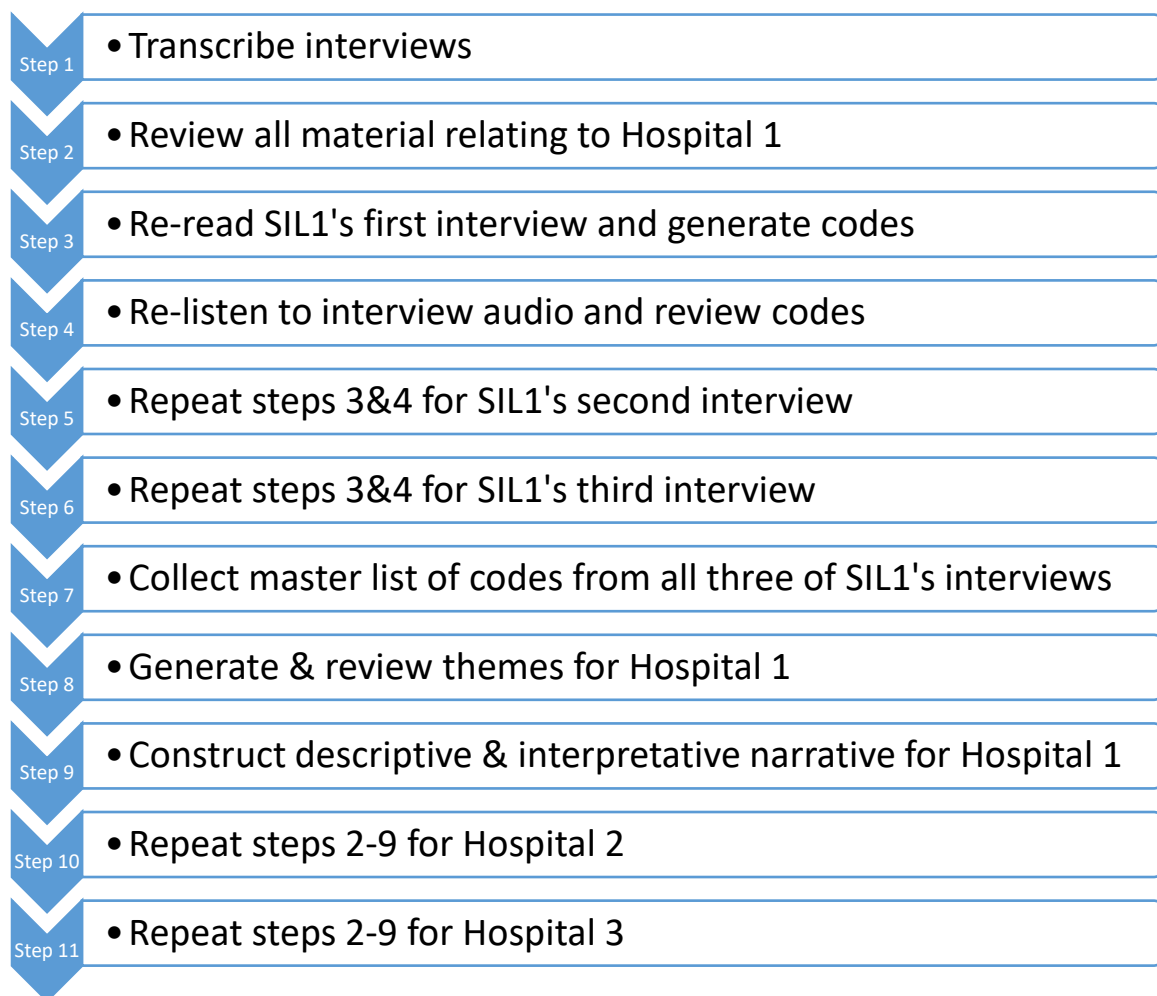 Step 1
•Transcribe interviews
Step 2
•Review all material relating to Hospital 1
Step 3
•Re-read SIL1's first interview and generate codes
Step 4
•Re-listen to interview audio and review codes
Step 5
•Repeat steps 3&4 for SIL1's second interview
Step 6
•Repeat steps 3&4 for SIL1's third interview
Step 7
•Collect master list of codes from all three of SIL1's interviews
Step 8
•Generate & review themes for Hospital 1
Step 9
•Construct descriptive & interpretative narrative for Hospital 1
Step 10
•Repeat steps 2-9 for Hospital 2
Step 11
•Repeat steps 2-9 for Hospital 3